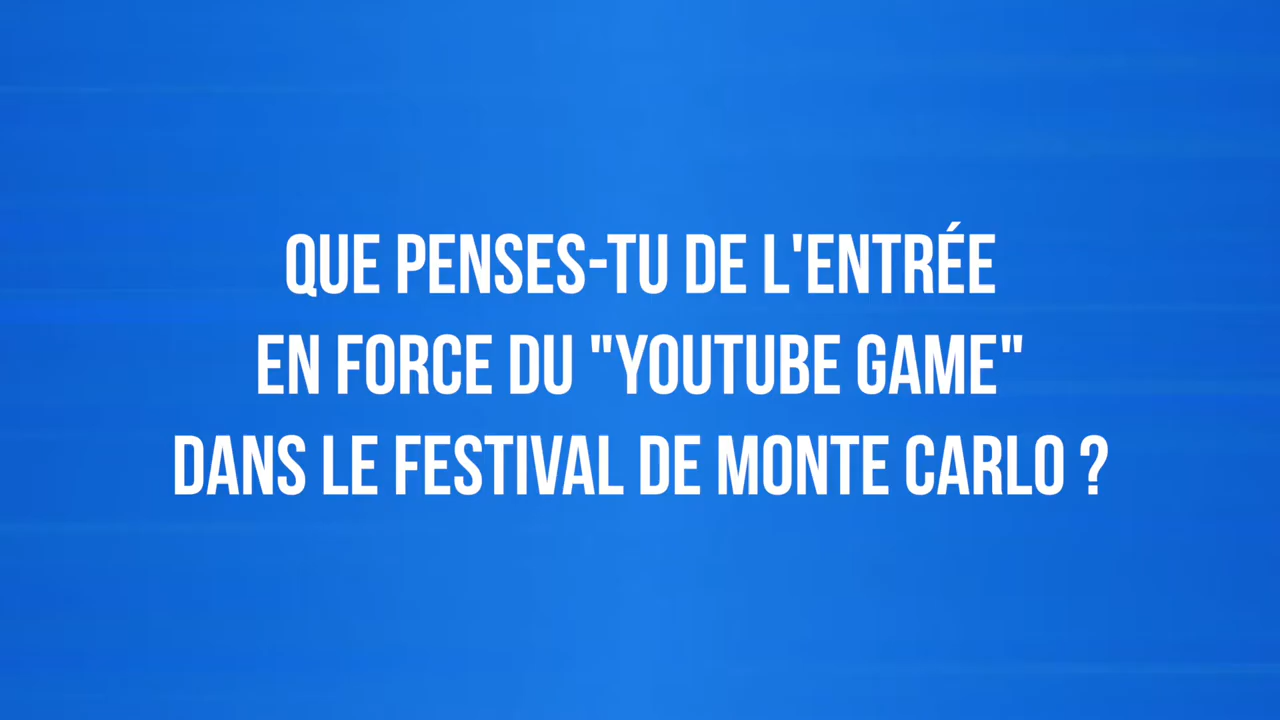 QUE PENSES-TU DE L'ENTRÉE
EN FORCE DU "YOUTUBE GAME"
DANS LE FESTIVAL DE MONTE CARLO ?